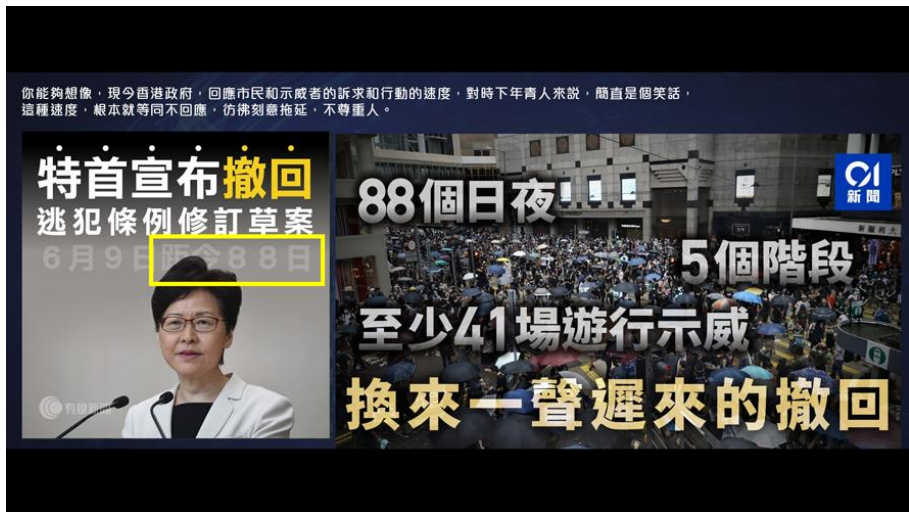 你能夠想像，現今香港政府，回應市民和示威者的訴求和行動的速度，對時下年青人來説，簡直是個笑話，
這種速度，根本就等同不回應，彷彿刻意拖延，不尊重人。
特首宣布撤回
逃犯條例修訂草案
6月9日距今88日
有線新聞
88個日夜
5個階段
至少41場遊行示威
換來一聲遲來的撤回
01
新聞